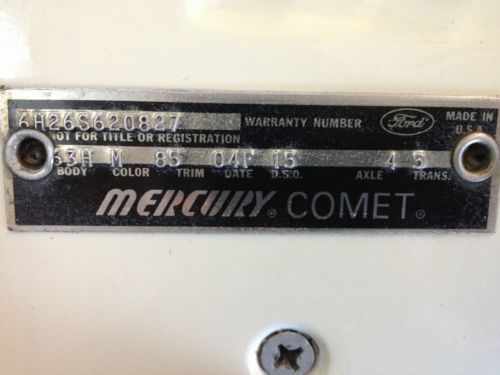 6H26S620827 WARRANTY NUMBER Ford MADE IN U.S.A.
NOT FOR TITLE OR REGISTRATION
63H M 85 04F 15 4 5
BODY COLOR TRIM DATE D.S.O. AXLE TRANS.
MERCURY® COMET®